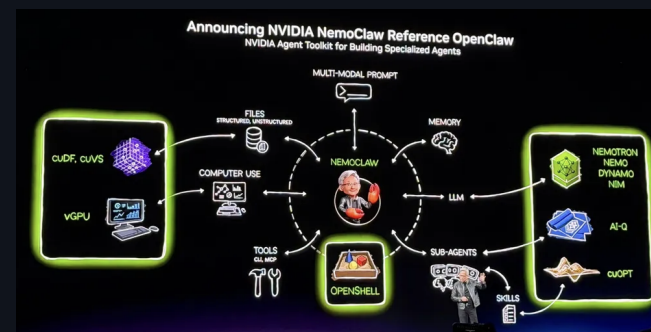 Announcing NVIDIA NemoClaw Reference OpenClaw
NVIDIA Agent Toolkit for Building Specialized Agents
MULTI-MODAL PROMPT
FILES
STRUCTURED, UNSTRUCTURED
MEMORY
cuDF, cuVS
NEMOCLAW
NEMOTRON
NEMO
DYNAMO
NIM
COMPUTER USE
LLM
vGPU
AI-Q
TOOLS
CLI, MCP
SUB-AGENTS
OPENSHELL
cuOPT
SKILLS